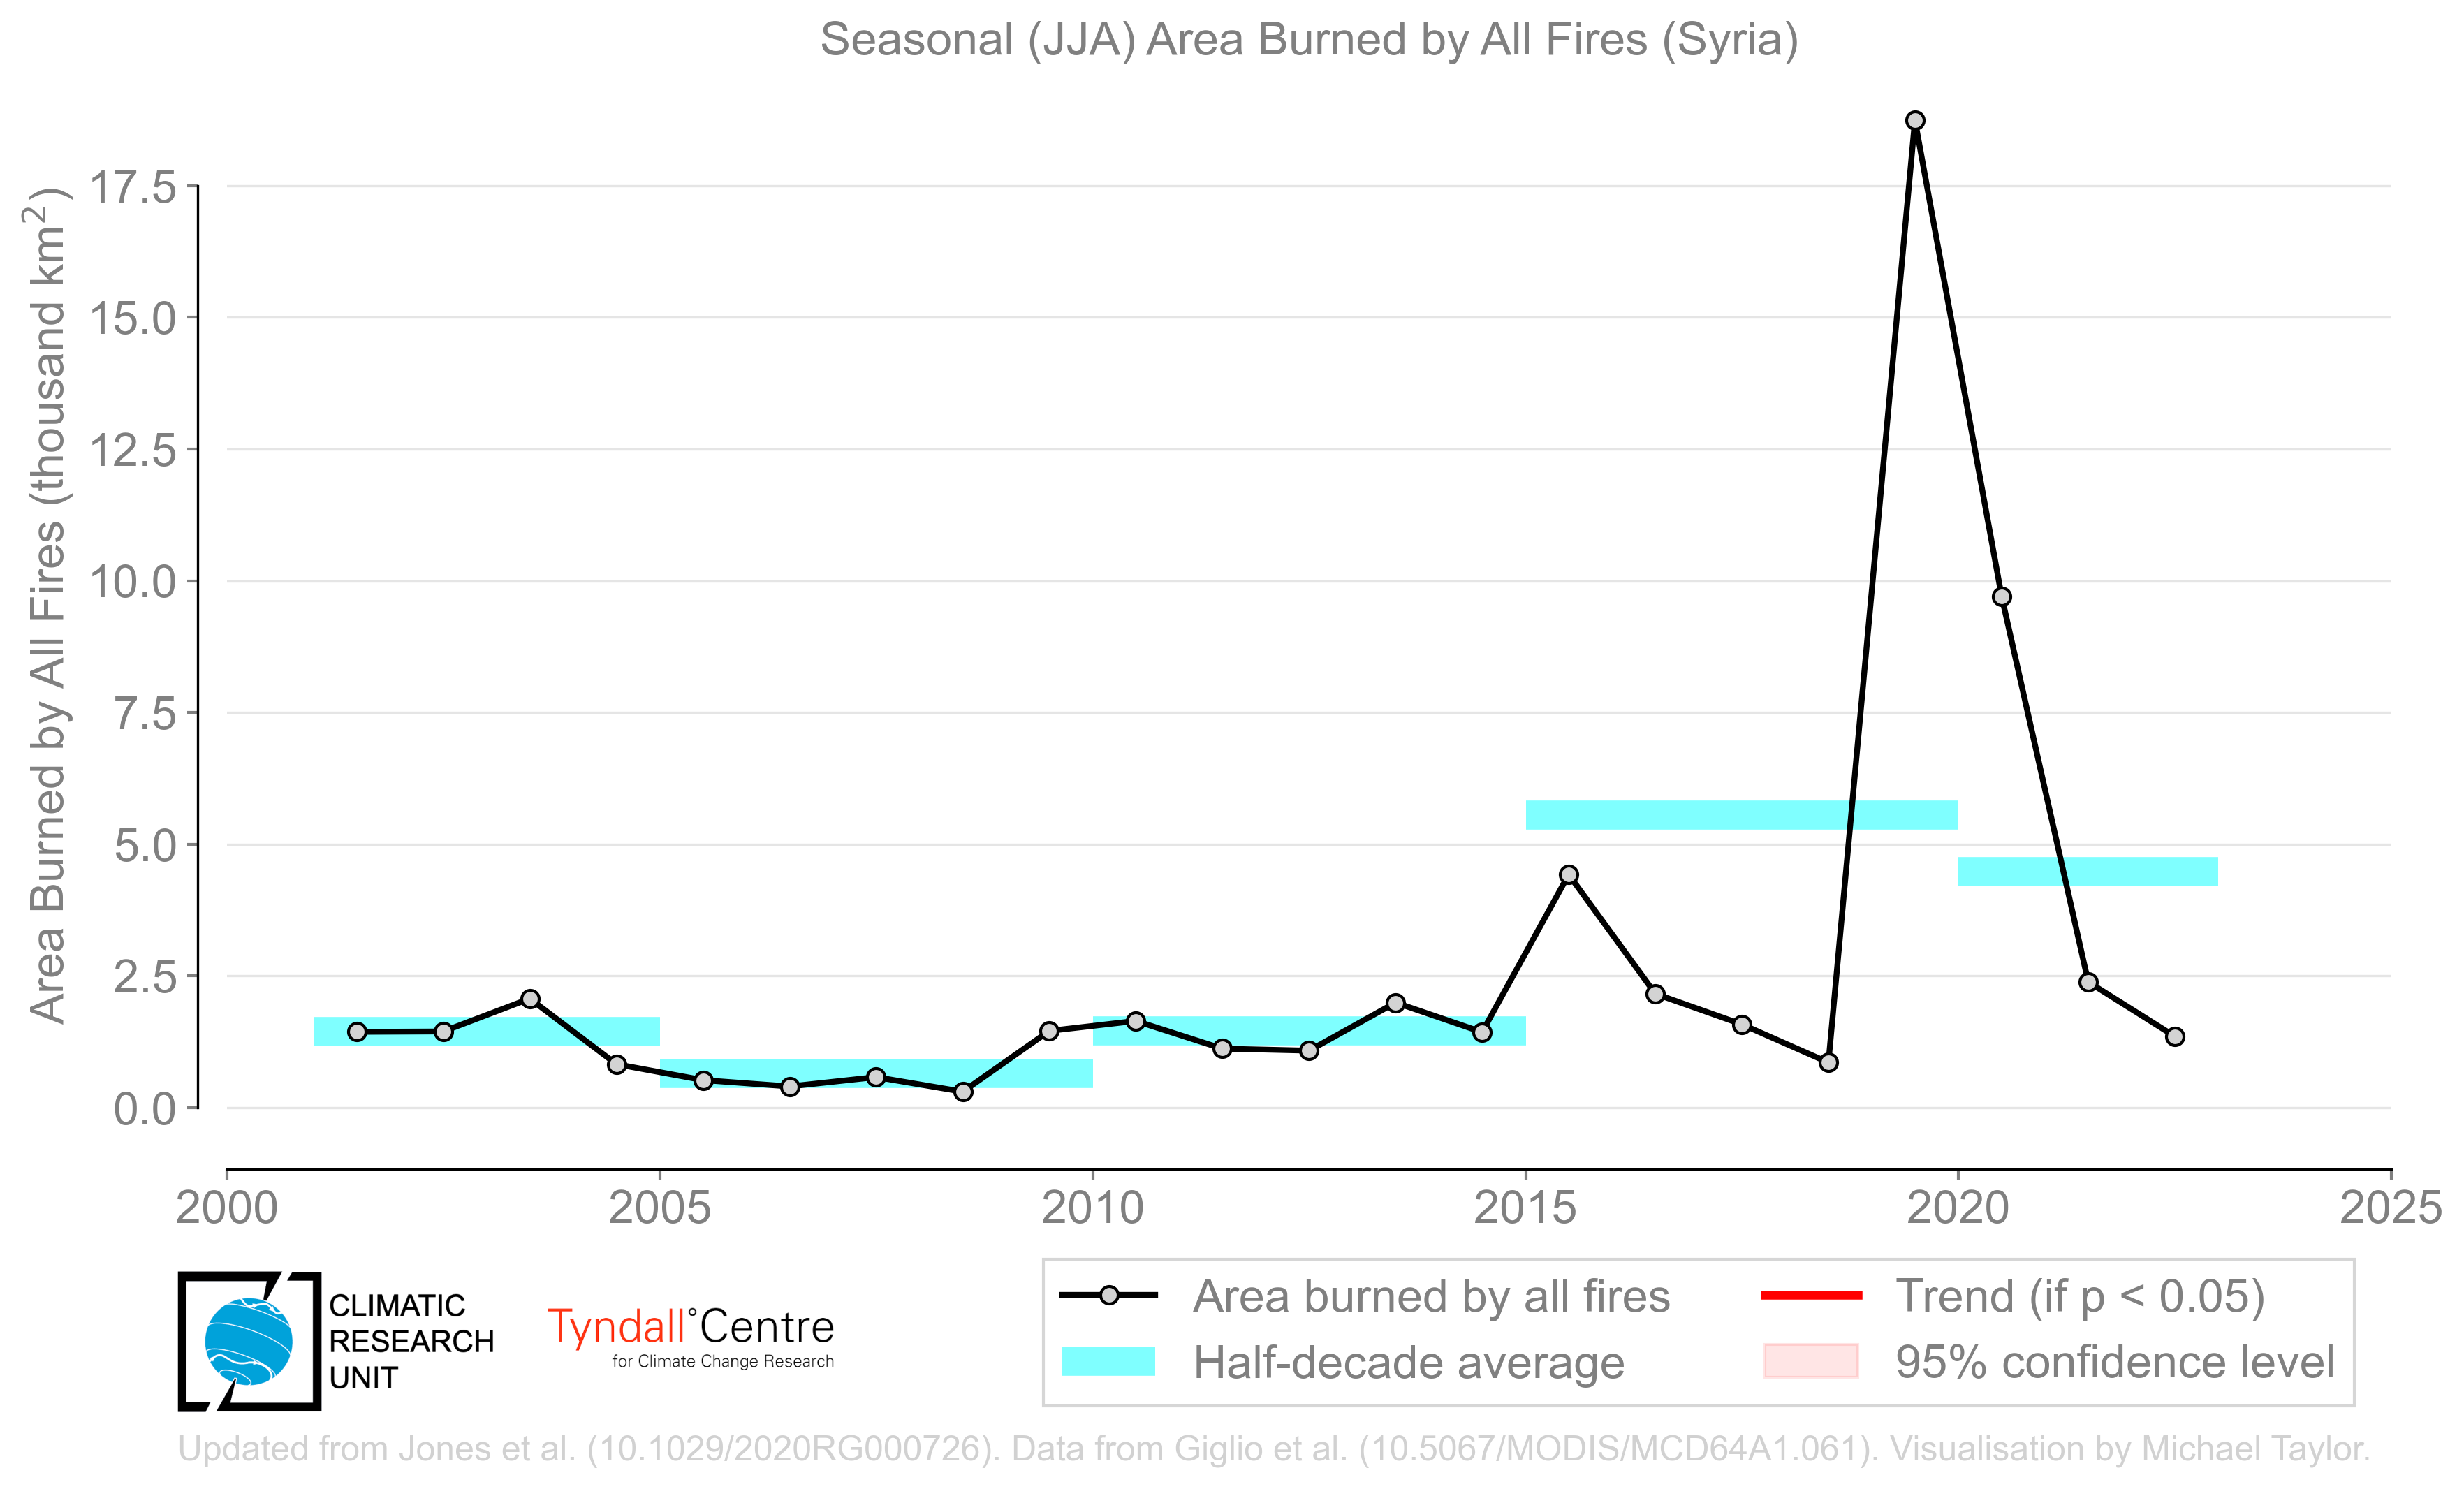 Seasonal (JJA) Area Burned by All Fires (Syria)
Area Burned by All Fires (thousand km²)
17.5
15.0
12.5
10.0
7.5
5.0
2.5
0.0
2000 2005 2010 2015 2020 2025
Area burned by all fires
Half-decade average
Trend (if p < 0.05)
95% confidence level
CLIMATIC
RESEARCH
UNIT
Tyndall°Centre
for Climate Change Research
Updated from Jones et al. (10.1029/2020RG000726). Data from Giglio et al. (10.5067/MODIS/MCD64A1.061). Visualisation by Michael Taylor.